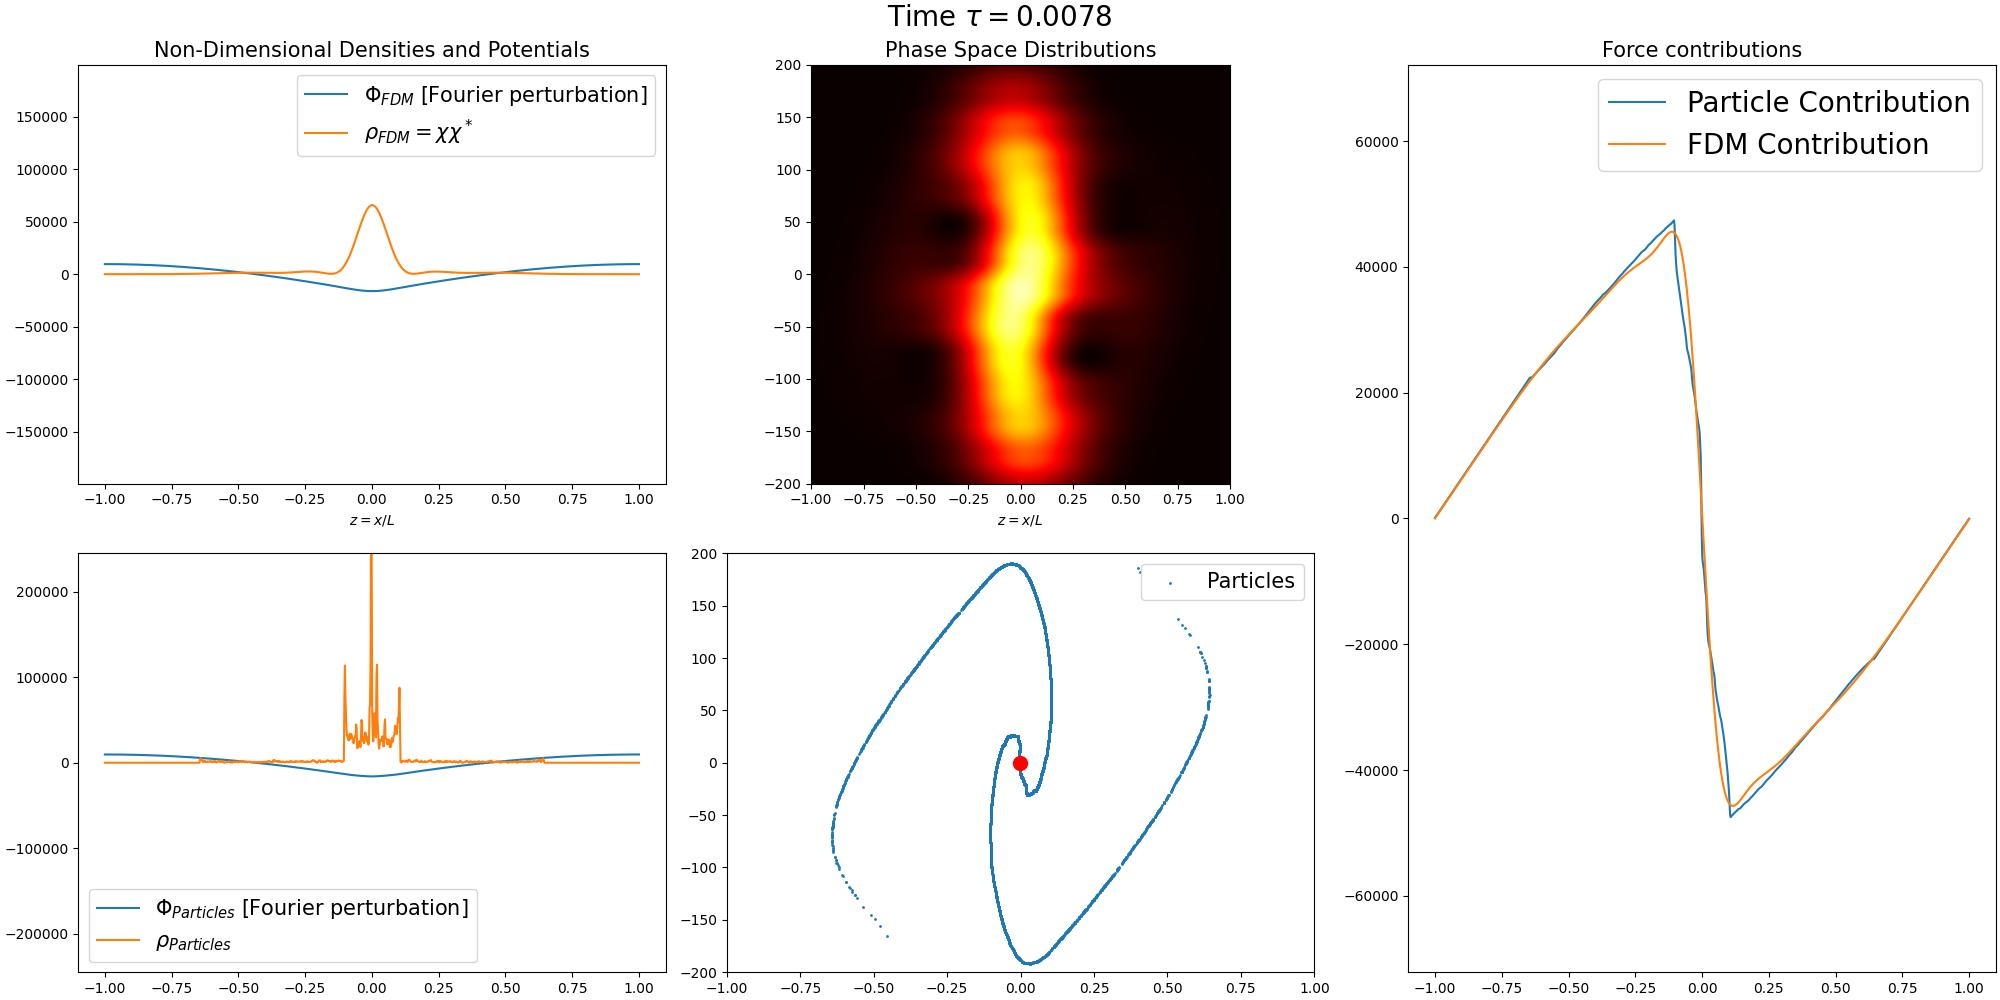 Time τ = 0.0078
Non-Dimensional Densities and Potentials
Φ_FDM [Fourier perturbation]
ρ_FDM = χχ*
150000
100000
50000
0
−50000
−100000
−150000
−1.00 −0.75 −0.50 −0.25 0.00 0.25 0.50 0.75 1.00
z = x/L
Phase Space Distributions
200
150
100
50
0
−50
−100
−150
−200
−1.00 −0.75 −0.50 −0.25 0.00 0.25 0.50 0.75 1.00
z = x/L
Force contributions
Particle Contribution
FDM Contribution
60000
40000
20000
0
−20000
−40000
−60000
−1.00 −0.75 −0.50 −0.25 0.00 0.25 0.50 0.75 1.00
200000
100000
0
−100000
−200000
Φ_Particles [Fourier perturbation]
ρ_Particles
−1.00 −0.75 −0.50 −0.25 0.00 0.25 0.50 0.75 1.00
Particles
200
150
100
50
0
−50
−100
−150
−200
−1.00 −0.75 −0.50 −0.25 0.00 0.25 0.50 0.75 1.00